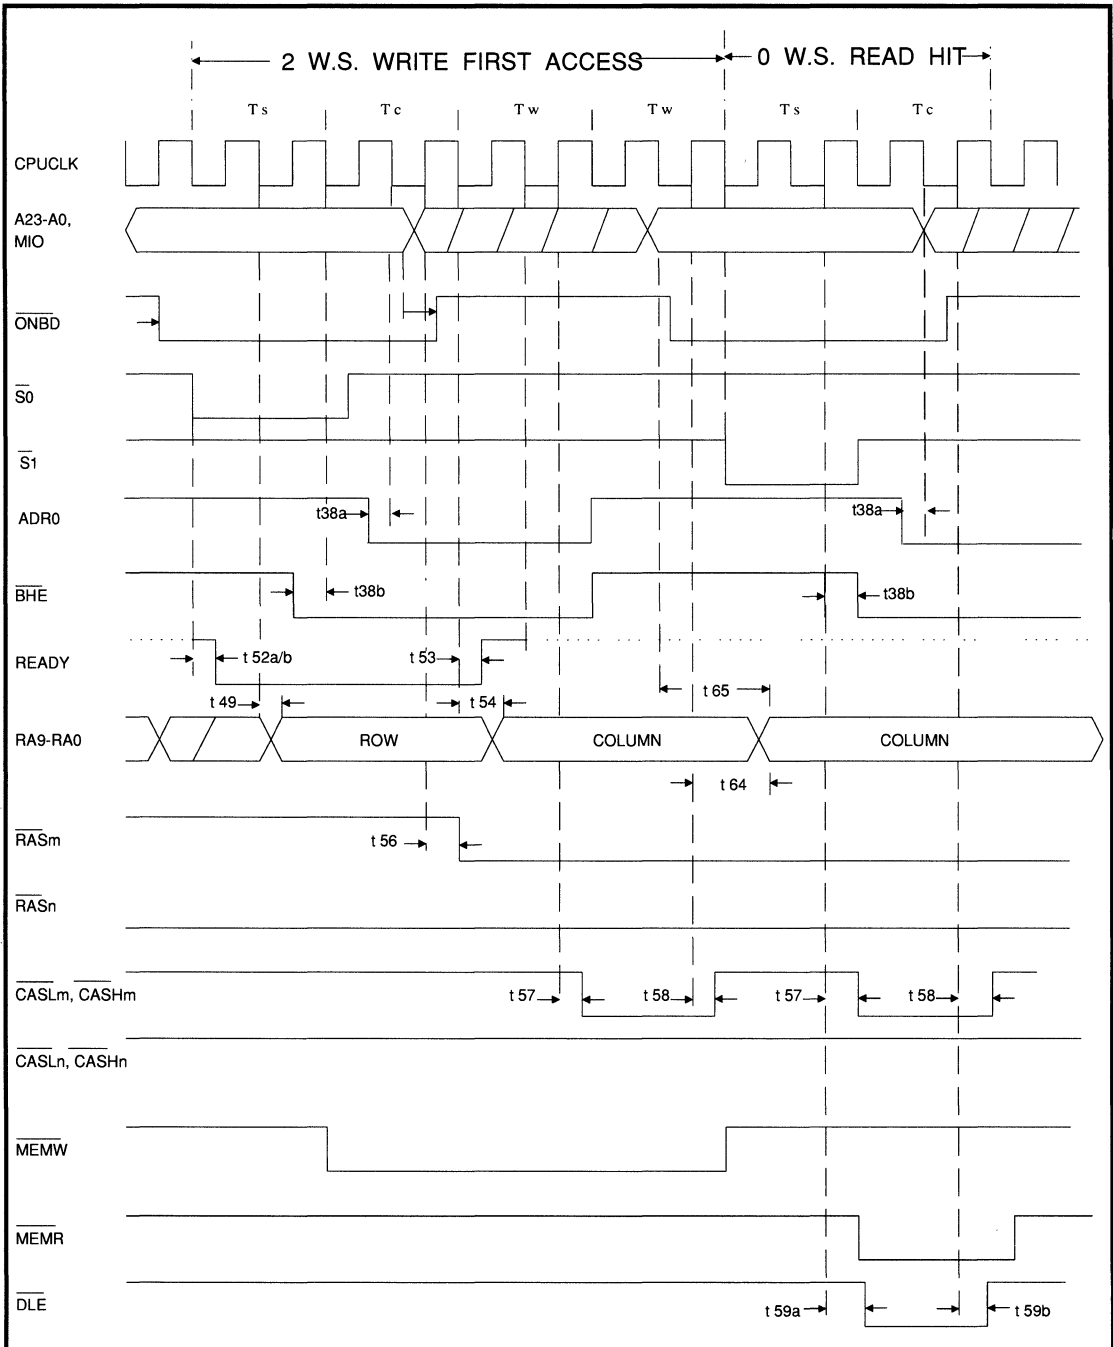 2 W.S. WRITE FIRST ACCESS 0 W.S. READ HIT
Ts Tc Tw Tw Ts Tc
CPUCLK
A23-A0,
MIO
ONBD
S0
S1
ADR0 t38a t38a
BHE t38b t38b
READY t 52a/b t 53
t 65
t 49 t 54
RA9-RA0 ROW COLUMN COLUMN
t 64
RASm t 56
RASn
CASLm, CASHm t 57 t 58 t 57 t 58
CASLn, CASHn
MEMW
MEMR
DLE t 59a t 59b